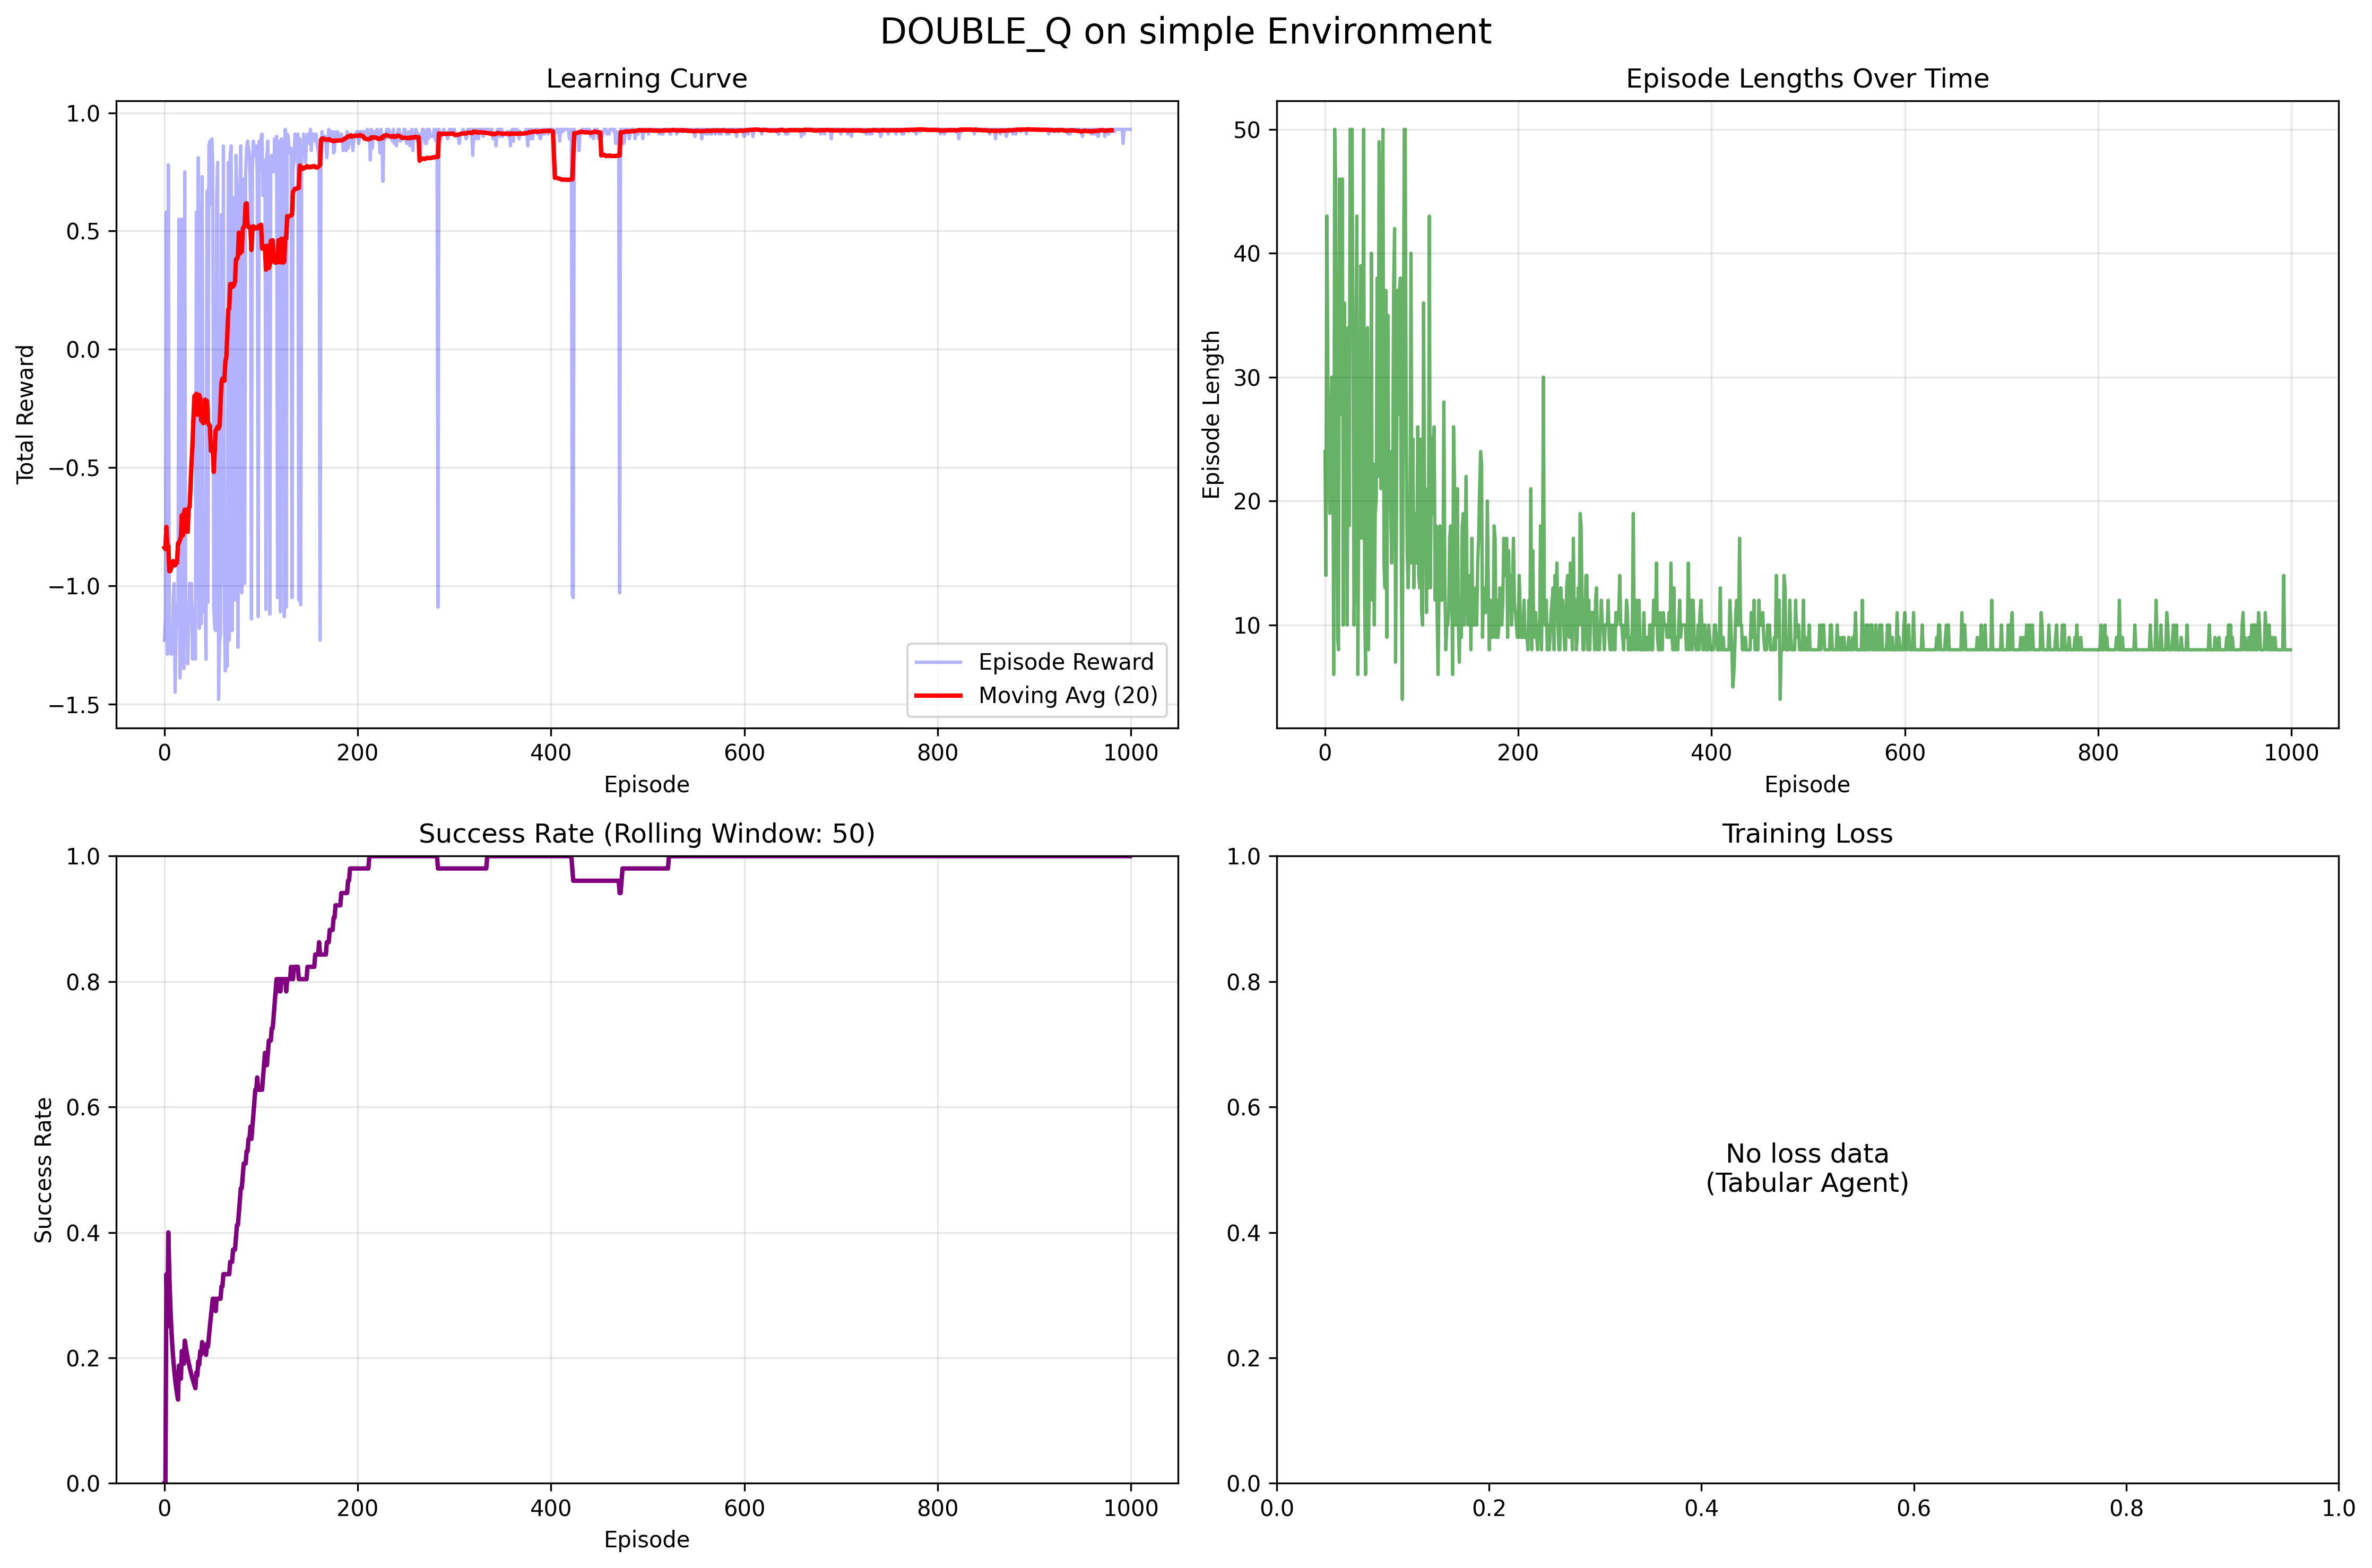 DOUBLE_Q on simple Environment
Learning Curve
1.0
0.5
0.0
−0.5
−1.0
−1.5
Total Reward
0 200 400 600 800 1000
Episode
Episode Reward
Moving Avg (20)
Episode Lengths Over Time
50
40
30
20
10
Episode Length
0 200 400 600 800 1000
Episode
Success Rate (Rolling Window: 50)
1.0
0.8
0.6
0.4
0.2
0.0
Success Rate
0 200 400 600 800 1000
Episode
Training Loss
1.0
0.8
0.6
0.4
0.2
0.0
No loss data
(Tabular Agent)
0.0 0.2 0.4 0.6 0.8 1.0